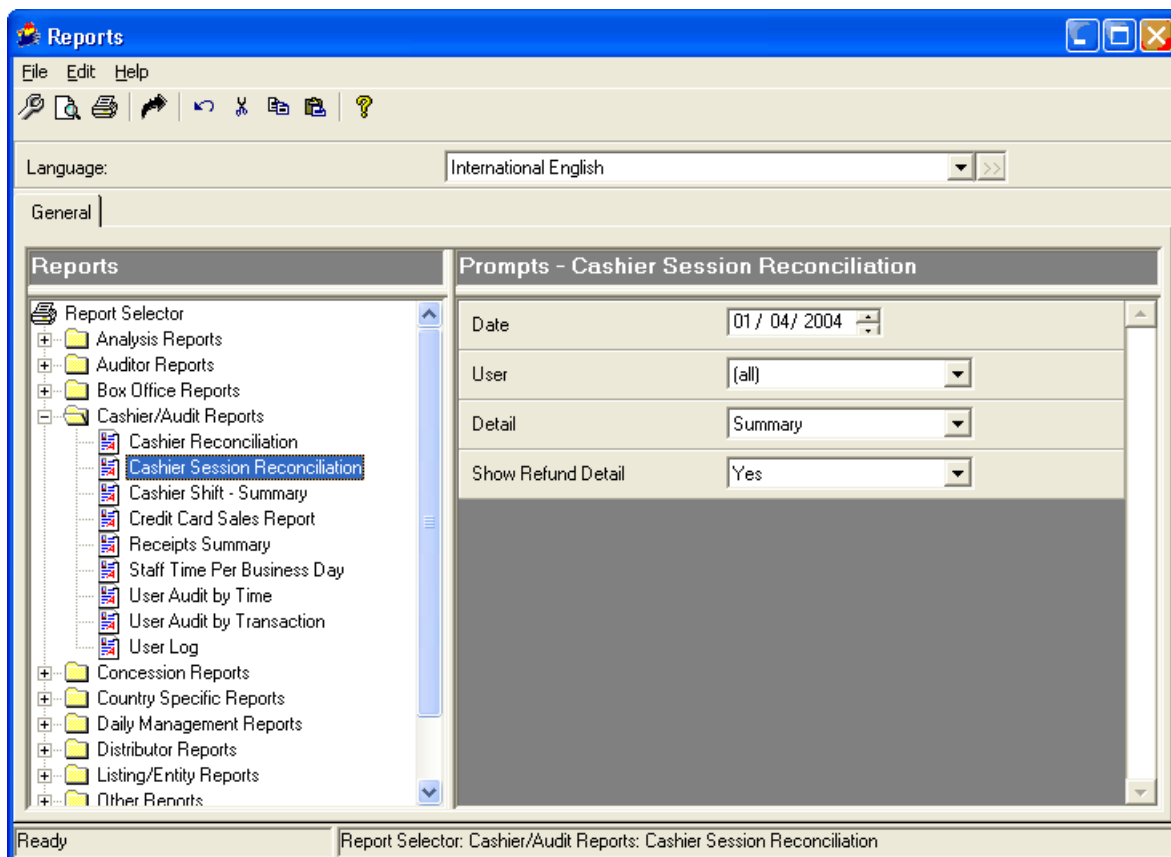 Reports
File Edit Help
Language: International English >>
General
Reports
Report Selector
Analysis Reports
Auditor Reports
Box Office Reports
Cashier/Audit Reports
Cashier Reconciliation
Cashier Session Reconciliation
Cashier Shift - Summary
Credit Card Sales Report
Receipts Summary
Staff Time Per Business Day
User Audit by Time
User Audit by Transaction
User Log
Concession Reports
Country Specific Reports
Daily Management Reports
Distributor Reports
Listing/Entity Reports
Other Reports
Prompts - Cashier Session Reconciliation
Date 01/ 04/ 2004
User (all)
Detail Summary
Show Refund Detail Yes
Ready Report Selector: Cashier/Audit Reports: Cashier Session Reconciliation